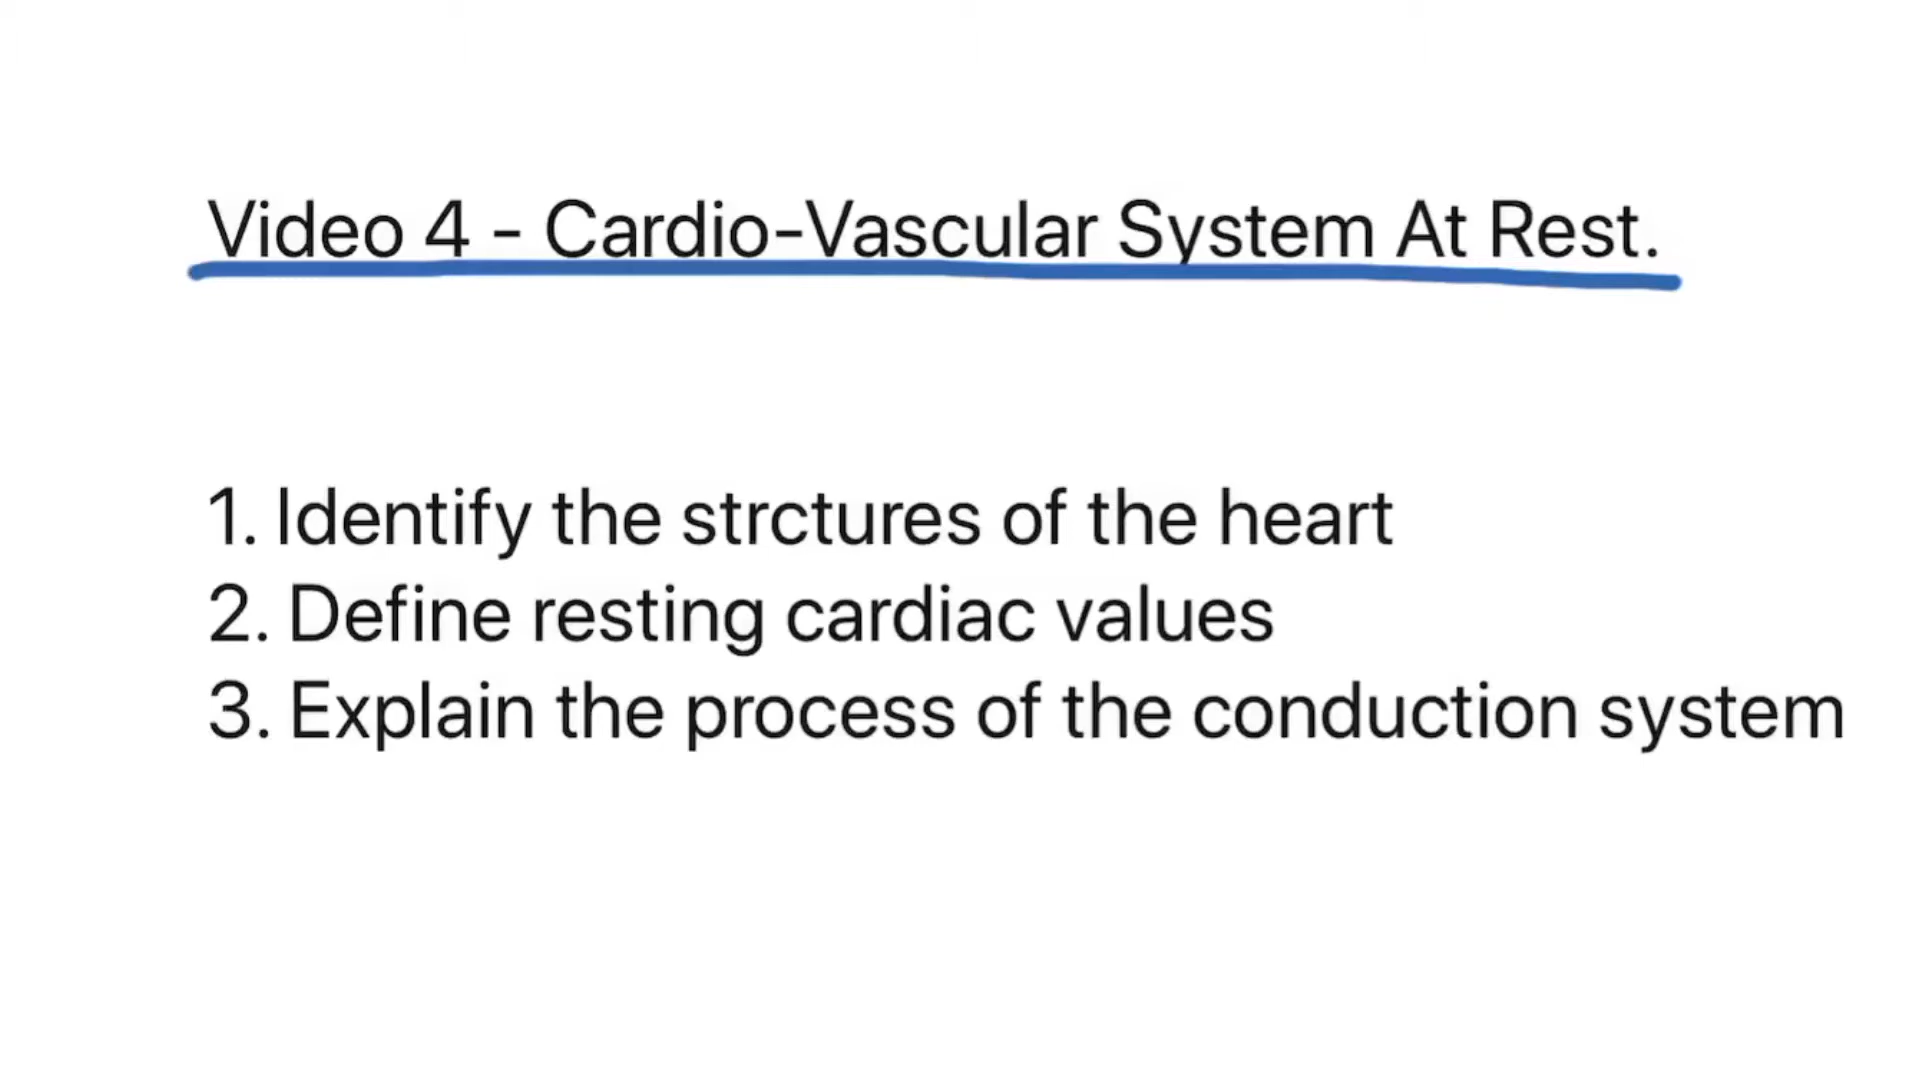 Video 4 - Cardio-Vascular System At Rest.
1. Identify the strctures of the heart
2. Define resting cardiac values
3. Explain the process of the conduction system